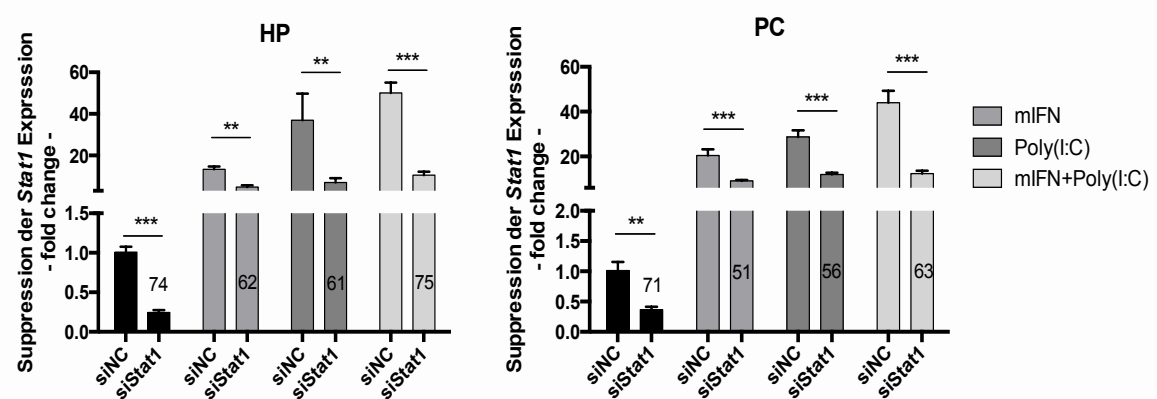 HP
Suppression der Stat1 Exprsssion
- fold change -
60
40
20
1.5
1.0
0.5
0.0
***
**
**
***
74
62
61
75
siNC
siStat1
siNC
siStat1
siNC
siStat1
siNC
siStat1
PC
Suppression der Stat1 Exprsssion
- fold change -
60
40
20
2.0
1.5
1.0
0.5
0.0
**
***
***
***
71
51
56
63
siNC
siStat1
siNC
siStat1
siNC
siStat1
siNC
siStat1
mIFN
Poly(I:C)
mIFN+Poly(I:C)